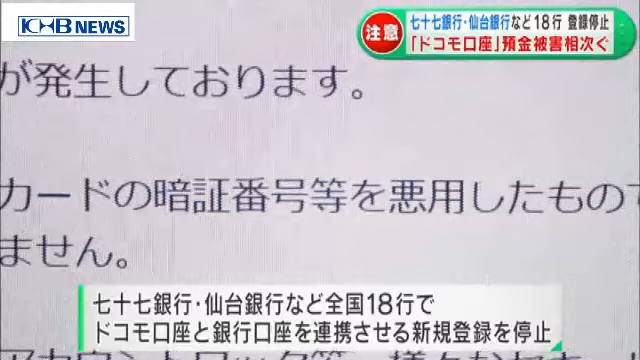 KHB NEWS
注意
七十七銀行・仙台銀行など18行 登録停止
「ドコモ口座」預金被害相次ぐ
が発生しております。
カードの暗証番号等を悪用したもので
ません。
七十七銀行・仙台銀行など全国18行で
ドコモ口座と銀行口座を連携させる新規登録を停止